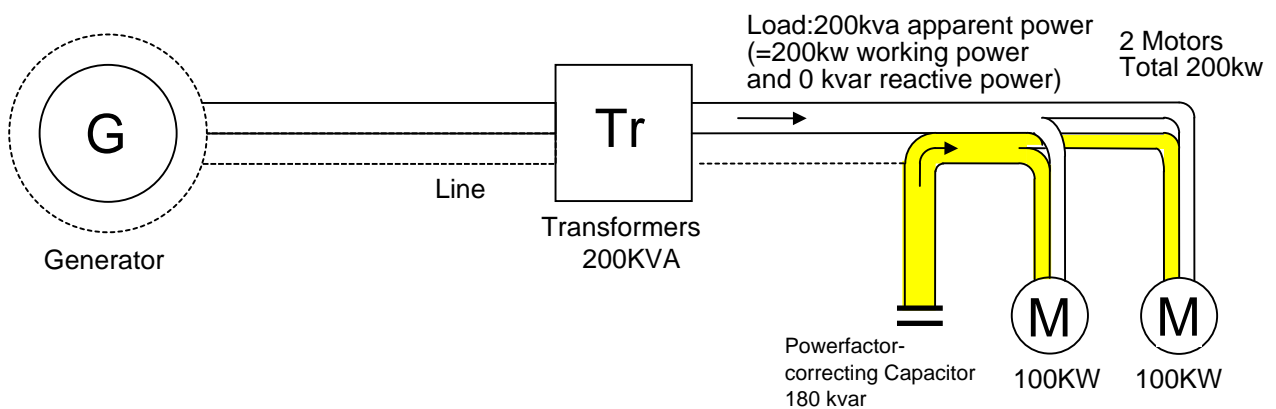 Load:200kva apparent power
(=200kw working power
and 0 kvar reactive power)
2 Motors
Total 200kw
G
Tr
Line
Generator
Transformers
200KVA
M
M
Powerfactor-
correcting Capacitor
180 kvar
100KW
100KW